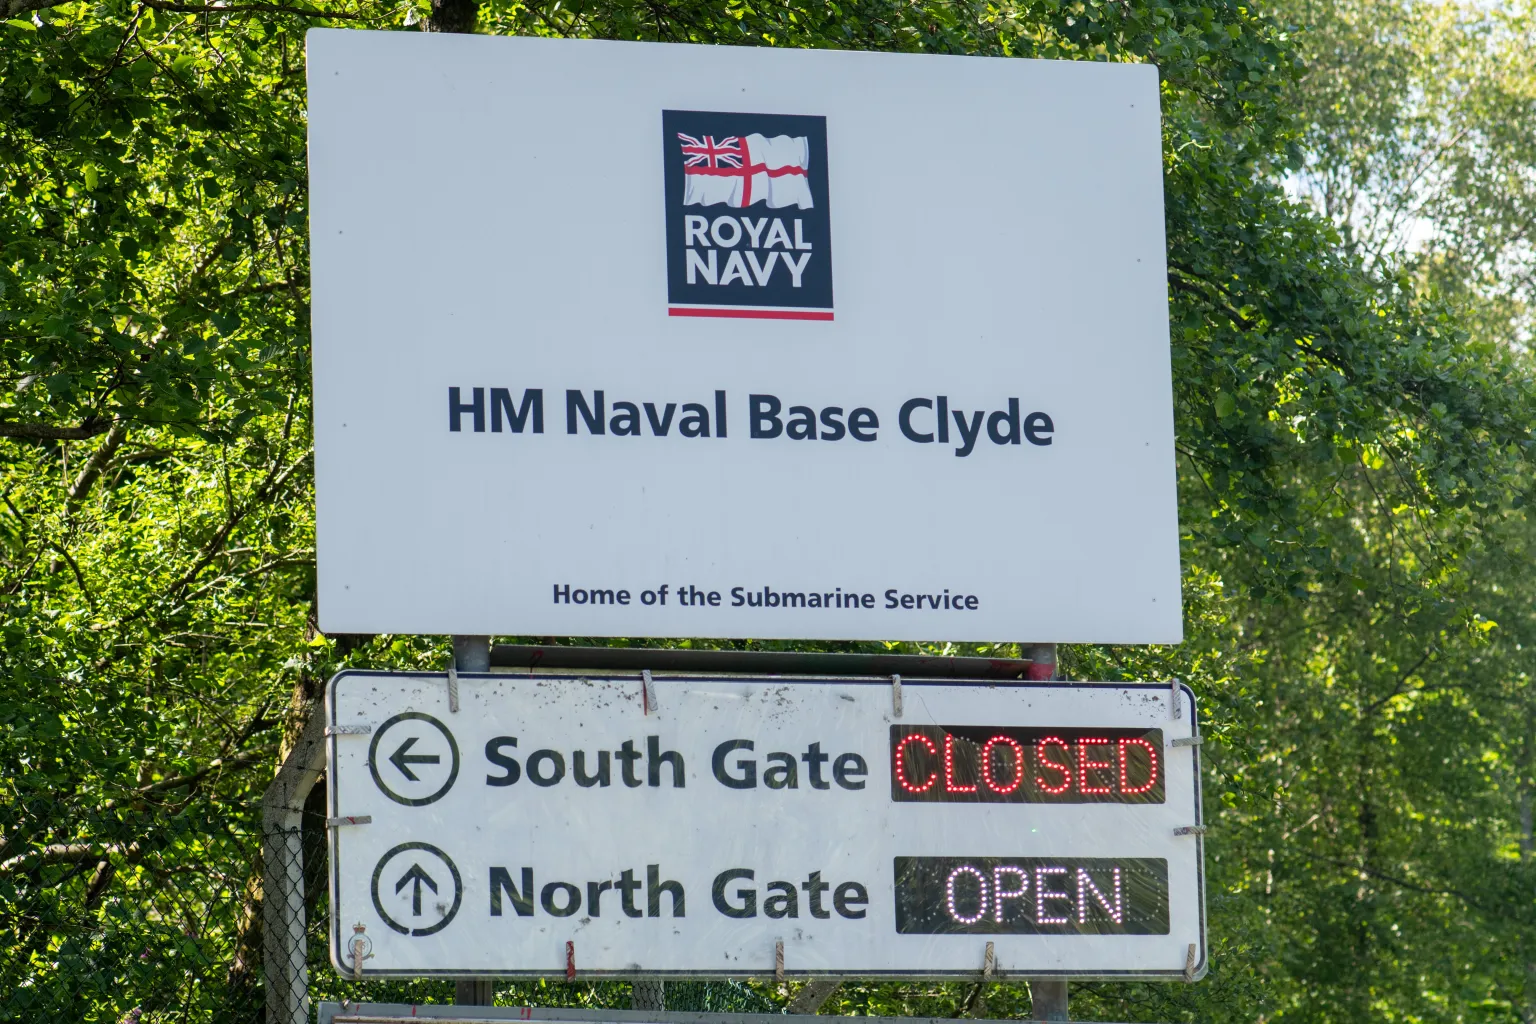 ROYAL
NAVY
HM Naval Base Clyde
Home of the Submarine Service
South Gate CLOSED
North Gate OPEN